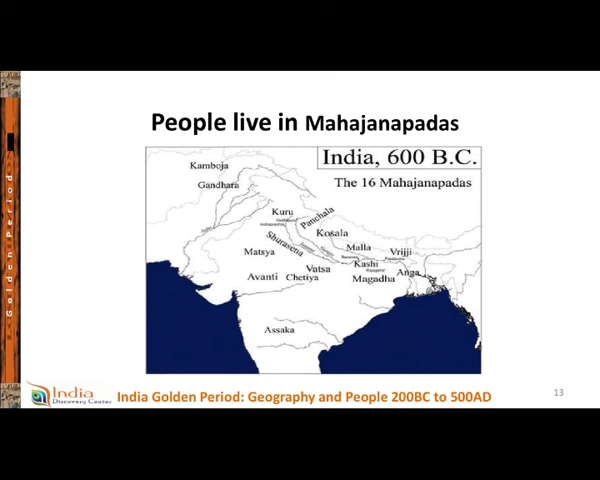 People live in Mahajanapadas
India, 600 B.C.
The 16 Mahajanapadas
Kamboja
Gandhara
Kuru
Panchala
Kosala
Shurasena
Malla
Vrijji
Matsya
Kashi
Vatsa
Anga
Avanti
Chetiya
Magadha
Assaka
Golden Period
India
Discovery Center
India Golden Period: Geography and People 200BC to 500AD
13